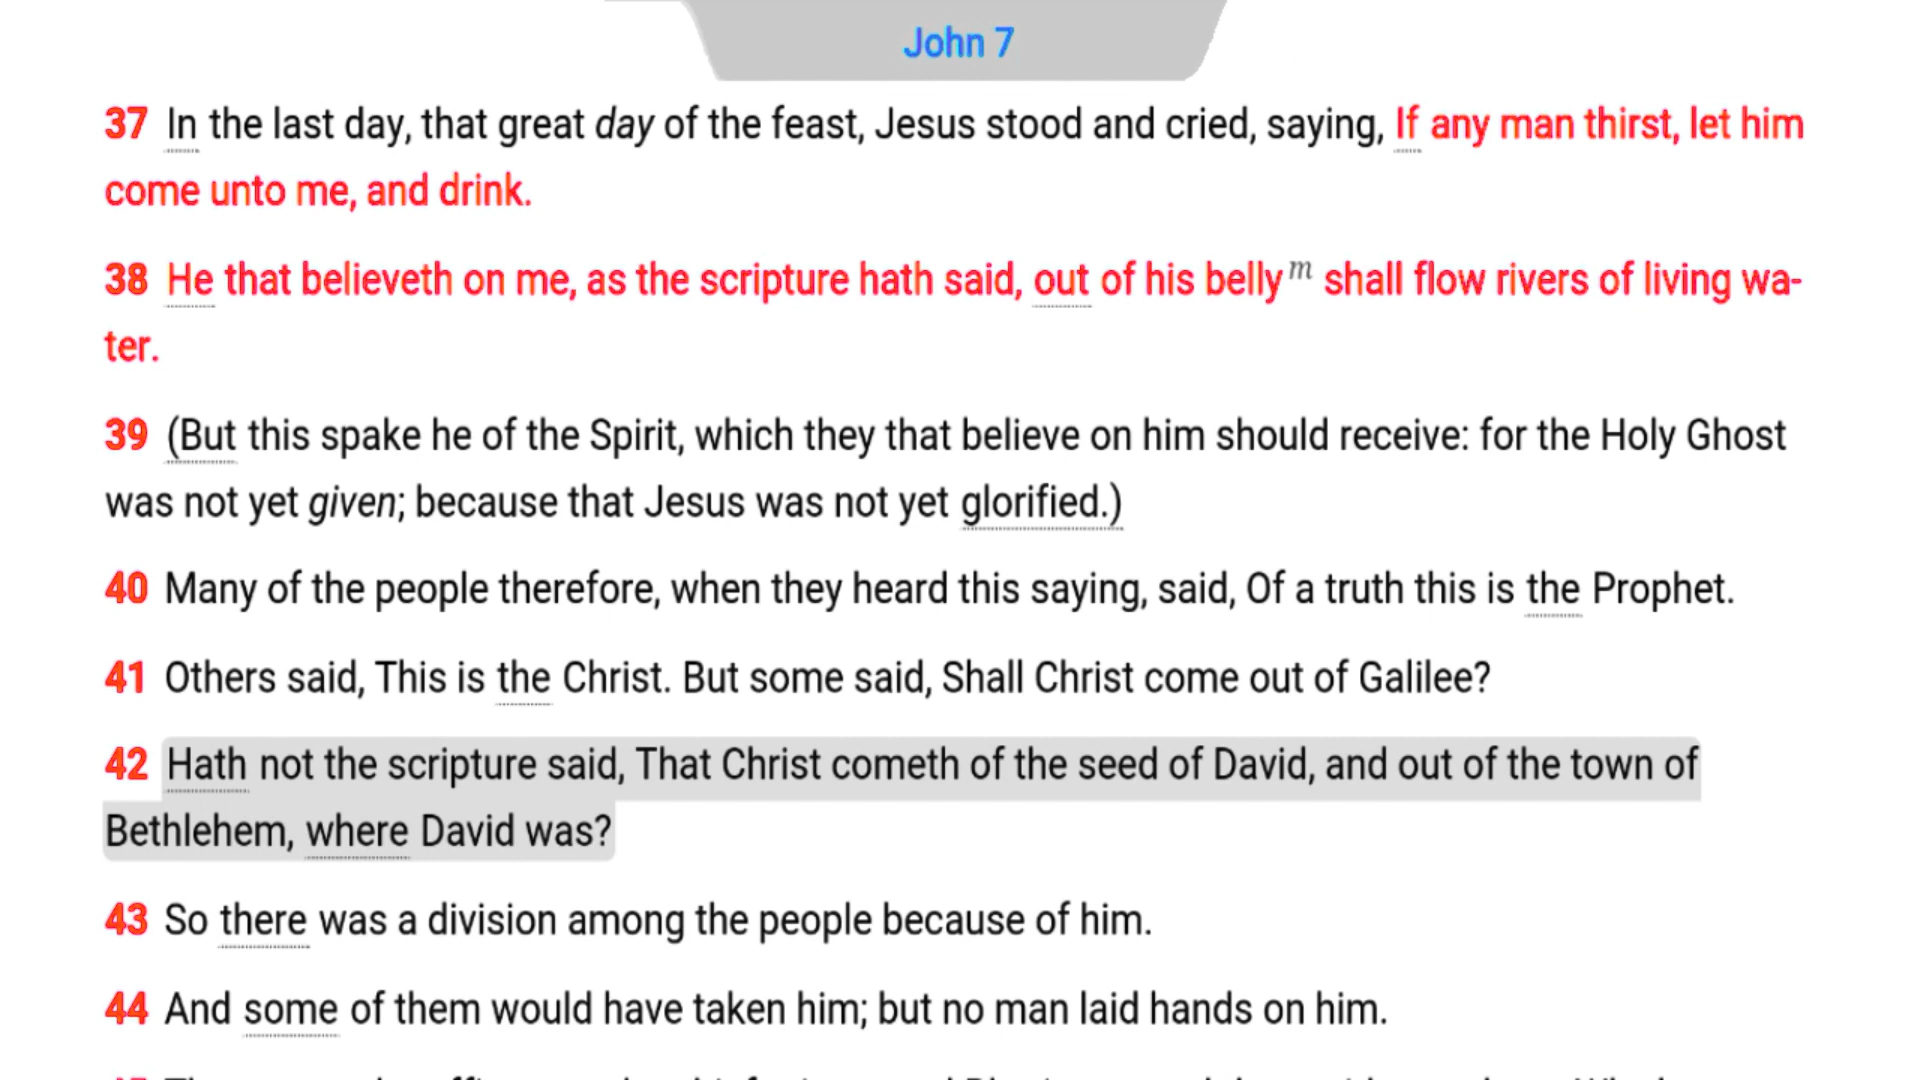 John 7
37 In the last day, that great day of the feast, Jesus stood and cried, saying, If any man thirst, let him
come unto me, and drink.
38 He that believeth on me, as the scripture hath said, out of his belly m shall flow rivers of living wa-
ter.
39 (But this spake he of the Spirit, which they that believe on him should receive: for the Holy Ghost
was not yet given; because that Jesus was not yet glorified.)
40 Many of the people therefore, when they heard this saying, said, Of a truth this is the Prophet.
41 Others said, This is the Christ. But some said, Shall Christ come out of Galilee?
42 Hath not the scripture said, That Christ cometh of the seed of David, and out of the town of
Bethlehem, where David was?
43 So there was a division among the people because of him.
44 And some of them would have taken him; but no man laid hands on him.